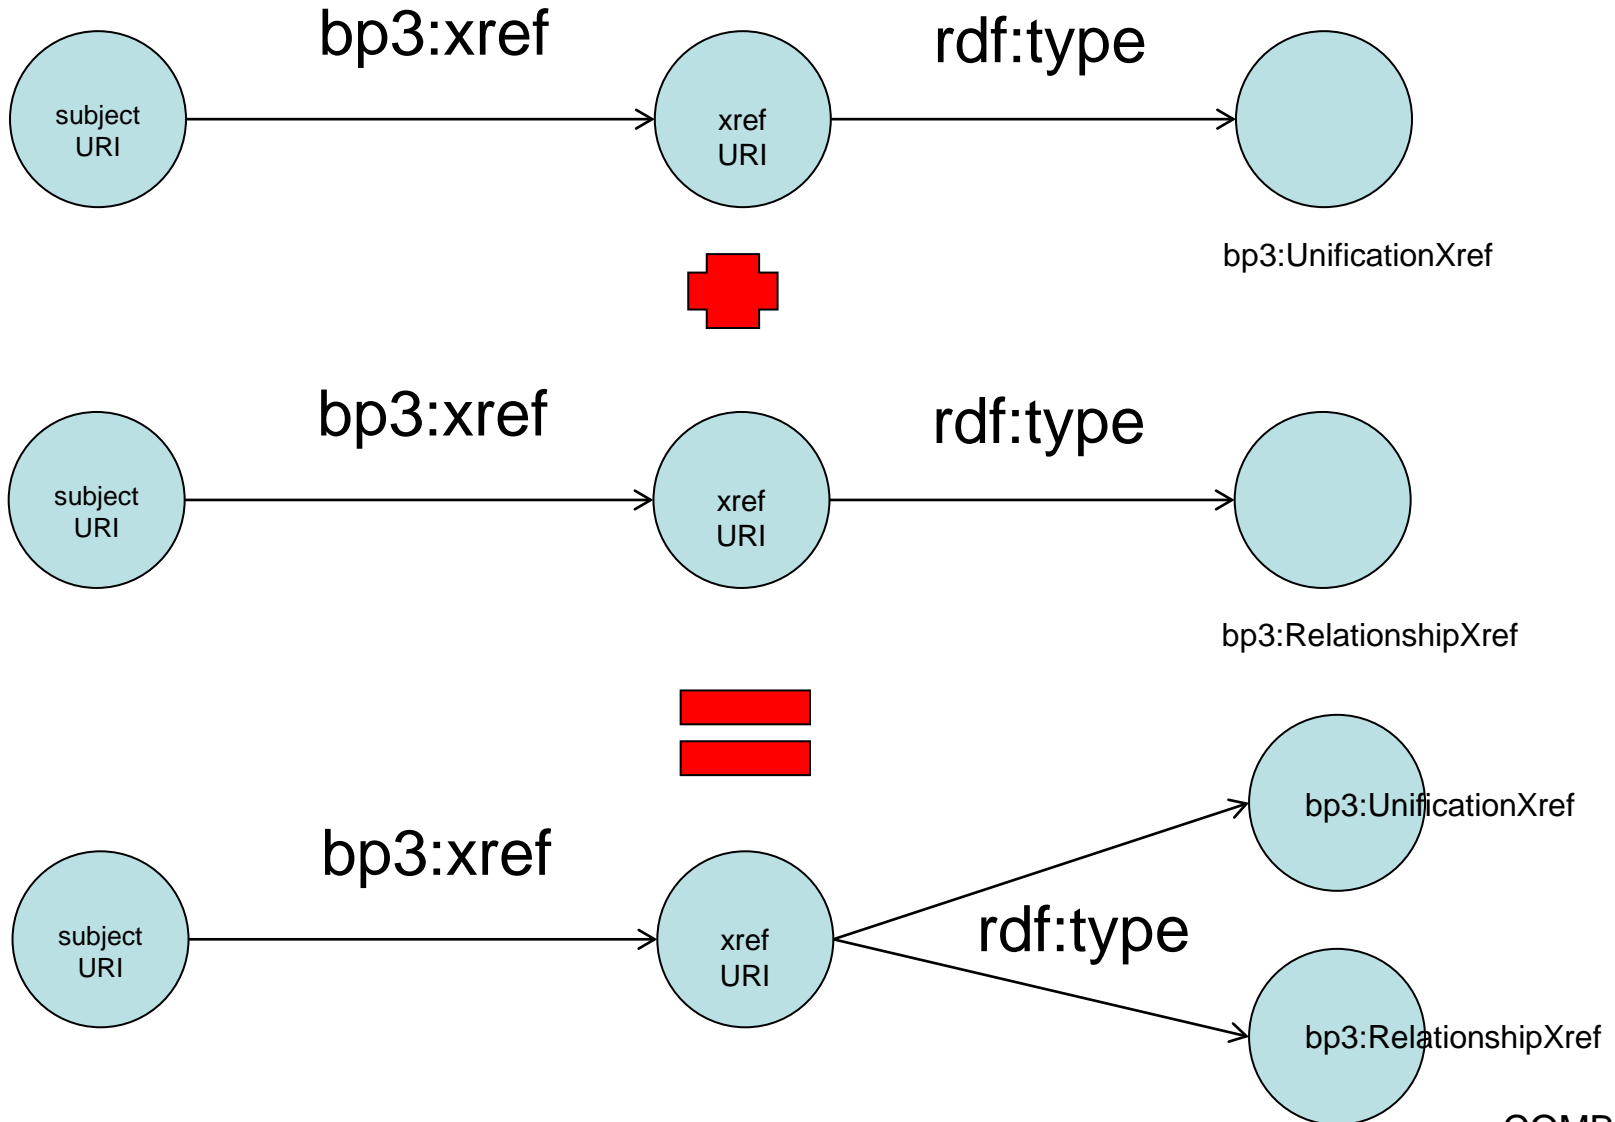 bp3:xref
rdf:type
subject
URI
xref
URI
bp3:UnificationXref
bp3:xref
rdf:type
subject
URI
xref
URI
bp3:RelationshipXref
bp3:UnificationXref
bp3:xref
rdf:type
subject
URI
xref
URI
bp3:RelationshipXref